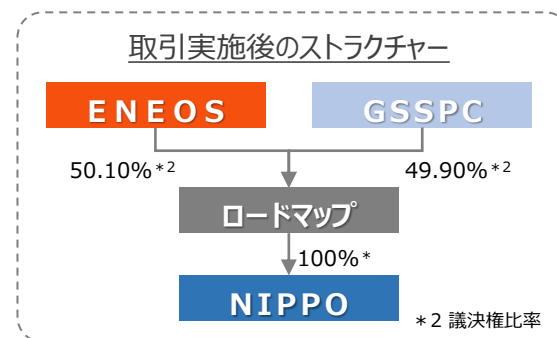 取引実施後のストラクチャー
ENEOS
GSSPC
50.10%*2
49.90%*2
ロードマップ
100%*
NIPPO
*2 議決権比率